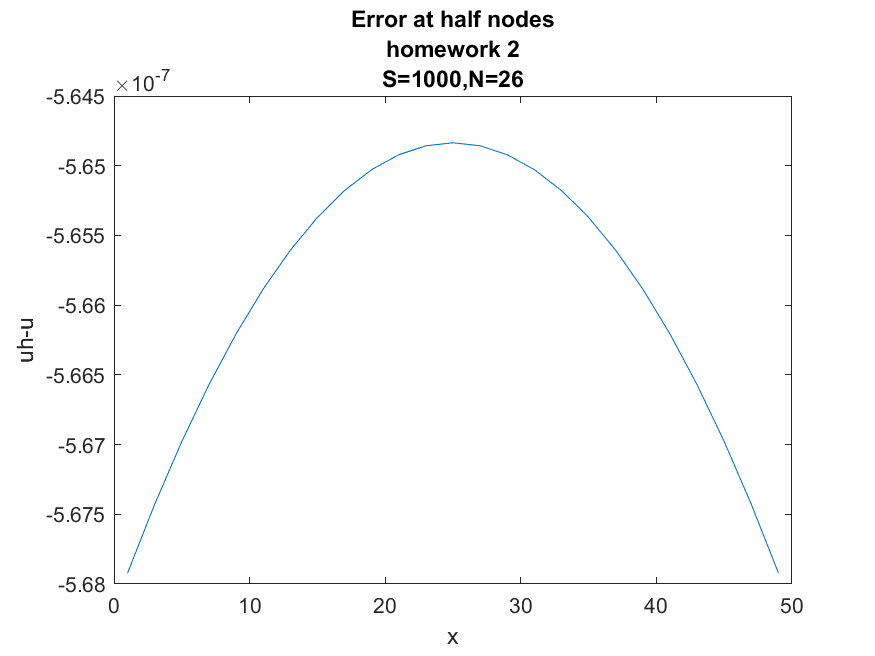 Error at half nodes
homework 2
S=1000,N=26
×10-7
-5.645
-5.65
-5.655
-5.66
-5.665
-5.67
-5.675
-5.68
uh-u
0 10 20 30 40 50
x